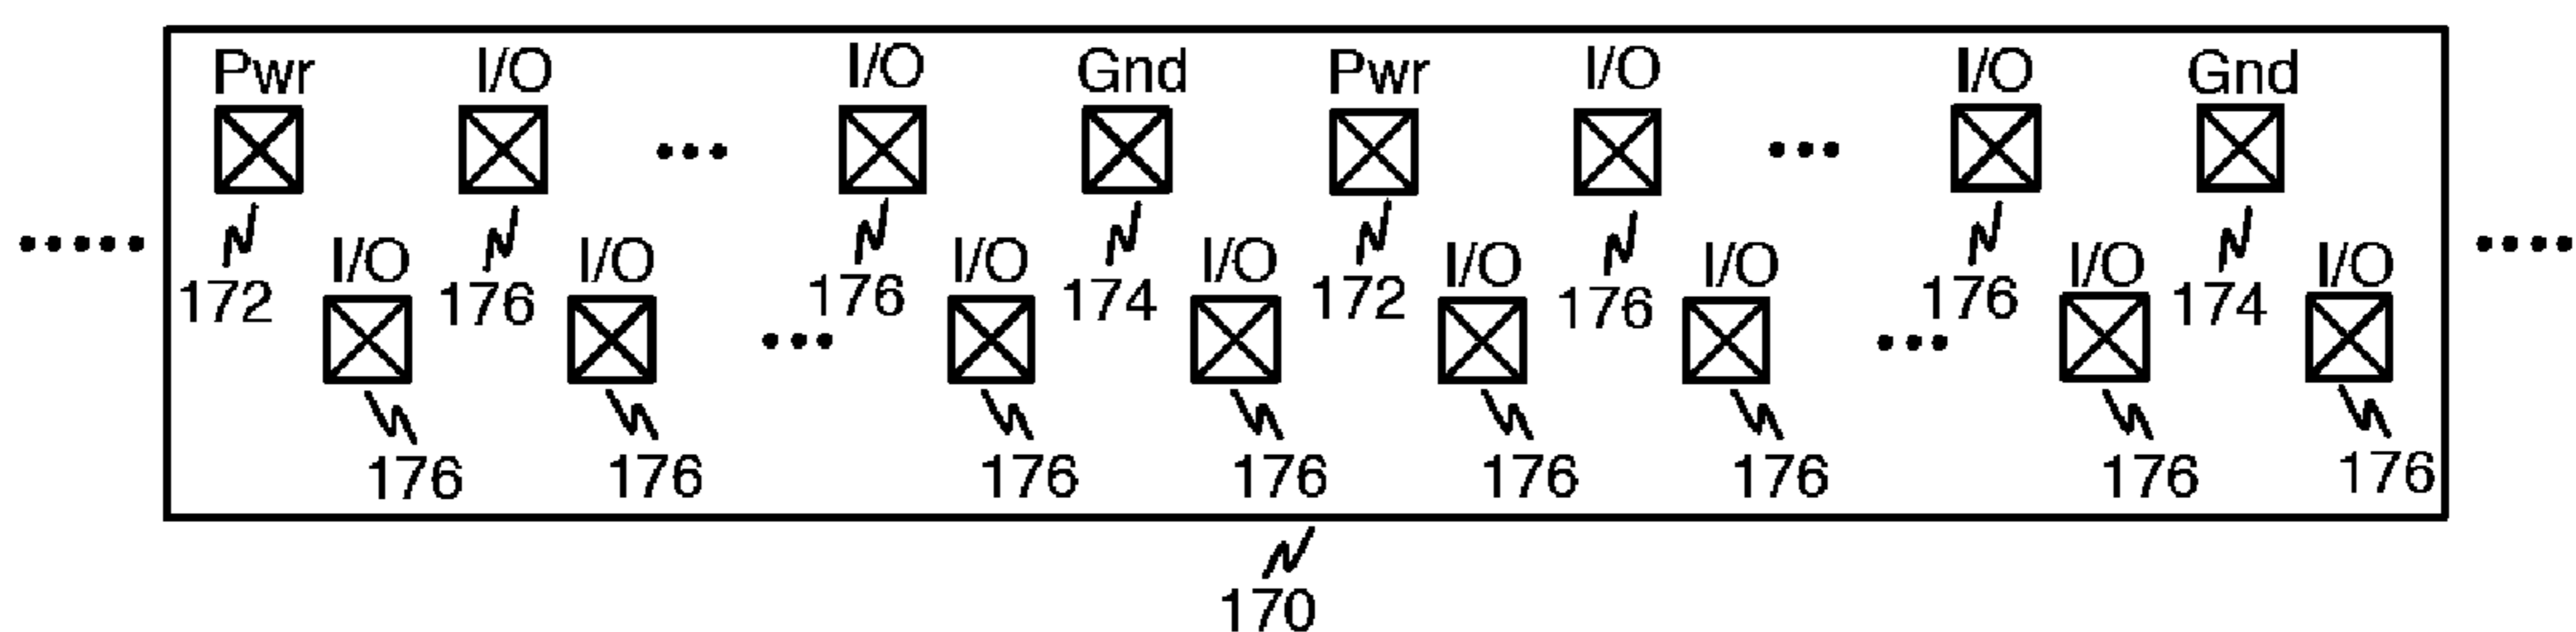 Pwr I/O ... I/O Gnd Pwr I/O ... I/O Gnd
..... I/O I/O I/O I/O I/O I/O I/O I/O ....
172 176 176 174 172 176 176 174
... ...
176 176 176 176 176 176 176 176
170